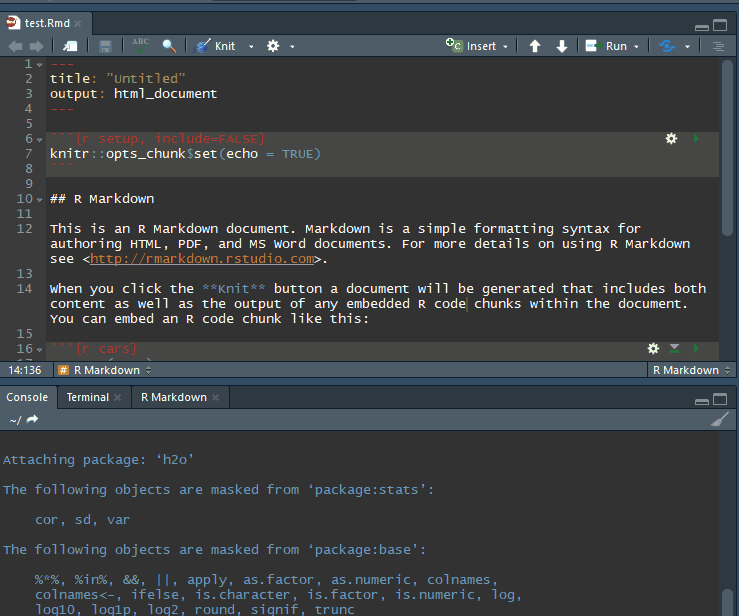 test.Rmd
ABC Knit Insert Run
1 ---
2 title: "Untitled"
3 output: html_document
4 ---
5
6 ```{r setup, include=FALSE}
7 knitr::opts_chunk$set(echo = TRUE)
8 ```
9
10 ## R Markdown
11
12 This is an R Markdown document. Markdown is a simple formatting syntax for
authoring HTML, PDF, and MS Word documents. For more details on using R Markdown
see <http://rmarkdown.rstudio.com>.
13
14 When you click the **Knit** button a document will be generated that includes both
content as well as the output of any embedded R code chunks within the document.
You can embed an R code chunk like this:
15
16 ```{r cars}
14:136 # R Markdown R Markdown
Console Terminal R Markdown
~/
Attaching package: ‘h2o’
The following objects are masked from ‘package:stats’:
cor, sd, var
The following objects are masked from ‘package:base’:
%*%, %in%, &&, ||, apply, as.factor, as.numeric, colnames,
colnames<-, ifelse, is.character, is.factor, is.numeric, log,
log10, log1p, log2, round, signif, trunc